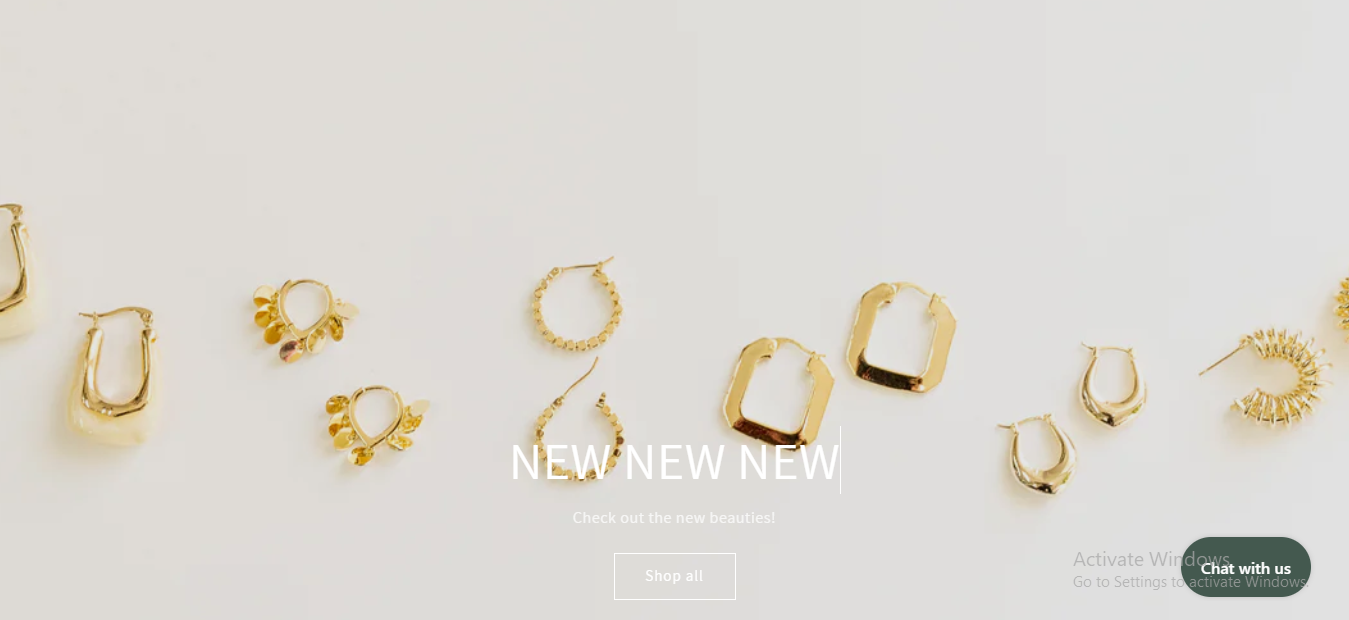 NEW NEW NEW
Check out the new beauties!
Shop all
Activate Windows
Go to Settings to activate Windows.
Chat with us